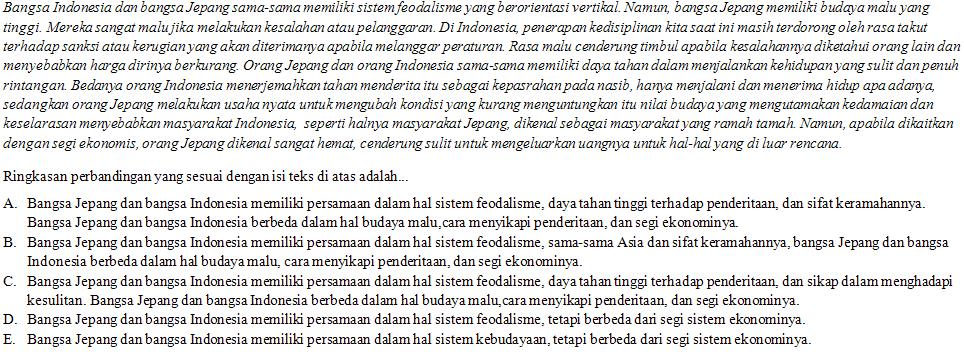 Bangsa Indonesia dan bangsa Jepang sama-sama memiliki sistem feodalisme yang berorientasi vertikal. Namun, bangsa Jepang memiliki budaya malu yang
tinggi. Mereka sangat malu jika melakukan kesalahan atau pelanggaran. Di Indonesia, penerapan kedisiplinan kita saat ini masih terdorong oleh rasa takut
terhadap sanksi atau kerugian yang akan diterimanya apabila melanggar peraturan. Rasa malu cenderung timbul apabila kesalahannya diketahui orang lain dan
menyebabkan harga dirinya berkurang. Orang Jepang dan orang Indonesia sama-sama memiliki daya tahan dalam menjalankan kehidupan yang sulit dan penuh
rintangan. Bedanya orang Indonesia menerjemahkan tahan menderita itu sebagai kepasrahan pada nasib, hanya menjalani dan menerima hidup apa adanya,
sedangkan orang Jepang melakukan usaha nyata untuk mengubah kondisi yang kurang menguntungkan itu nilai budaya yang mengutamakan kedamaian dan
keselarasan menyebabkan masyarakat Indonesia, seperti halnya masyarakat Jepang, dikenal sebagai masyarakat yang ramah tamah. Namun, apabila dikaitkan
dengan segi ekonomis, orang Jepang dikenal sangat hemat, cenderung sulit untuk mengeluarkan uangnya untuk hal-hal yang di luar rencana.
Ringkasan perbandingan yang sesuai dengan isi teks di atas adalah...
A. Bangsa Jepang dan bangsa Indonesia memiliki persamaan dalam hal sistem feodalisme, daya tahan tinggi terhadap penderitaan, dan sifat keramahannya.
Bangsa Jepang dan bangsa Indonesia berbeda dalam hal budaya malu,cara menyikapi penderitaan, dan segi ekonominya.
B. Bangsa Jepang dan bangsa Indonesia memiliki persamaan dalam hal sistem feodalisme, sama-sama Asia dan sifat keramahannya, bangsa Jepang dan bangsa
Indonesia berbeda dalam hal budaya malu, cara menyikapi penderitaan, dan segi ekonominya.
C. Bangsa Jepang dan bangsa Indonesia memiliki persamaan dalam hal sistem feodalisme, daya tahan tinggi terhadap penderitaan, dan sikap dalam menghadapi
kesulitan. Bangsa Jepang dan bangsa Indonesia berbeda dalam hal budaya malu,cara menyikapi penderitaan, dan segi ekonominya.
D. Bangsa Jepang dan bangsa Indonesia memiliki persamaan dalam hal sistem feodalisme, tetapi berbeda dari segi sistem ekonominya.
E. Bangsa Jepang dan bangsa Indonesia memiliki persamaan dalam hal sistem kebudayaan, tetapi berbeda dari segi sistem ekonominya.